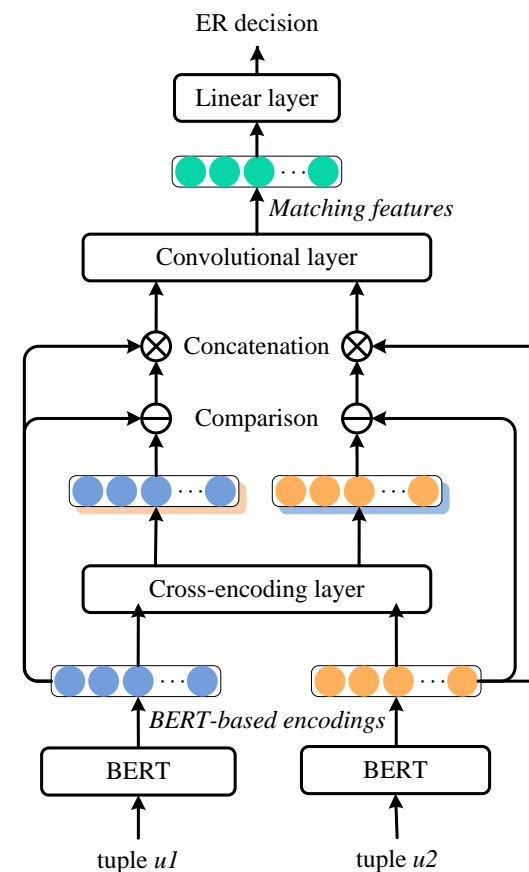 ER decision
Linear layer
···
Matching features
Convolutional layer
Concatenation
Comparison
··· ···
Cross-encoding layer
··· ···
BERT-based encodings
BERT BERT
tuple u1 tuple u2